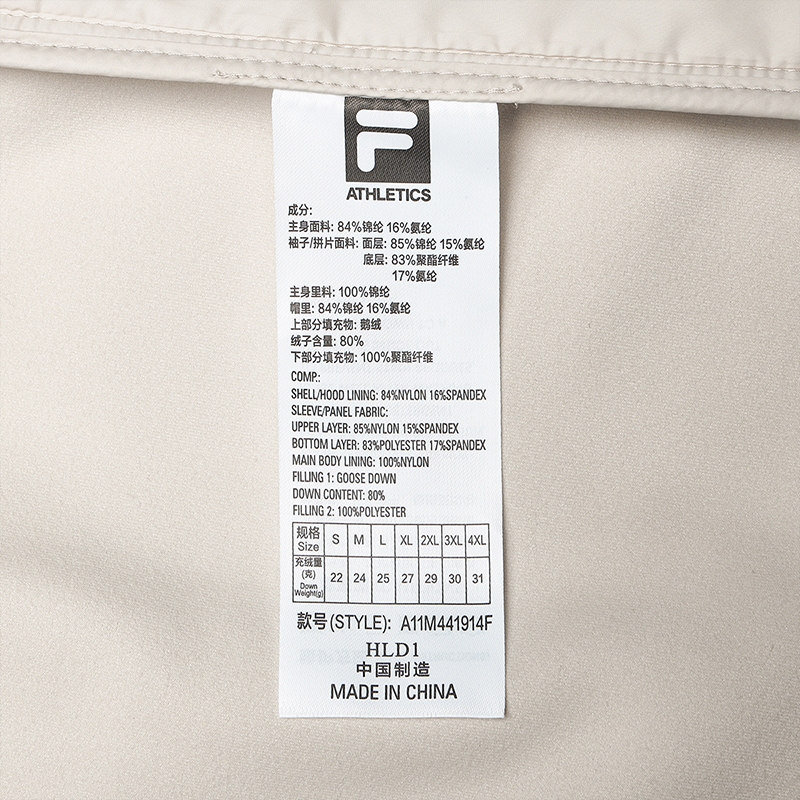 F
ATHLETICS
成分:
主身面料: 84%锦纶 16%氨纶
袖子/拼片面料: 面层: 85%锦纶 15%氨纶
底层: 83%聚酯纤维
17%氨纶
主身里料: 100%锦纶
帽里: 84%锦纶 16%氨纶
上部分填充物: 鹅绒
绒子含量: 80%
下部分填充物: 100%聚酯纤维
COMP.:
SHELL/HOOD LINING: 84%NYLON 16%SPANDEX
SLEEVE/PANEL FABRIC:
UPPER LAYER: 85%NYLON 15%SPANDEX
BOTTOM LAYER: 83%POLYESTER 17%SPANDEX
MAIN BODY LINING: 100%NYLON
FILLING 1: GOOSE DOWN
DOWN CONTENT: 80%
FILLING 2: 100%POLYESTER
规格 Size S M L XL 2XL 3XL 4XL
充绒量 (克) Down Weight(g) 22 24 25 27 29 30 31
款号(STYLE): A11M441914F
HLD1
中国制造
MADE IN CHINA